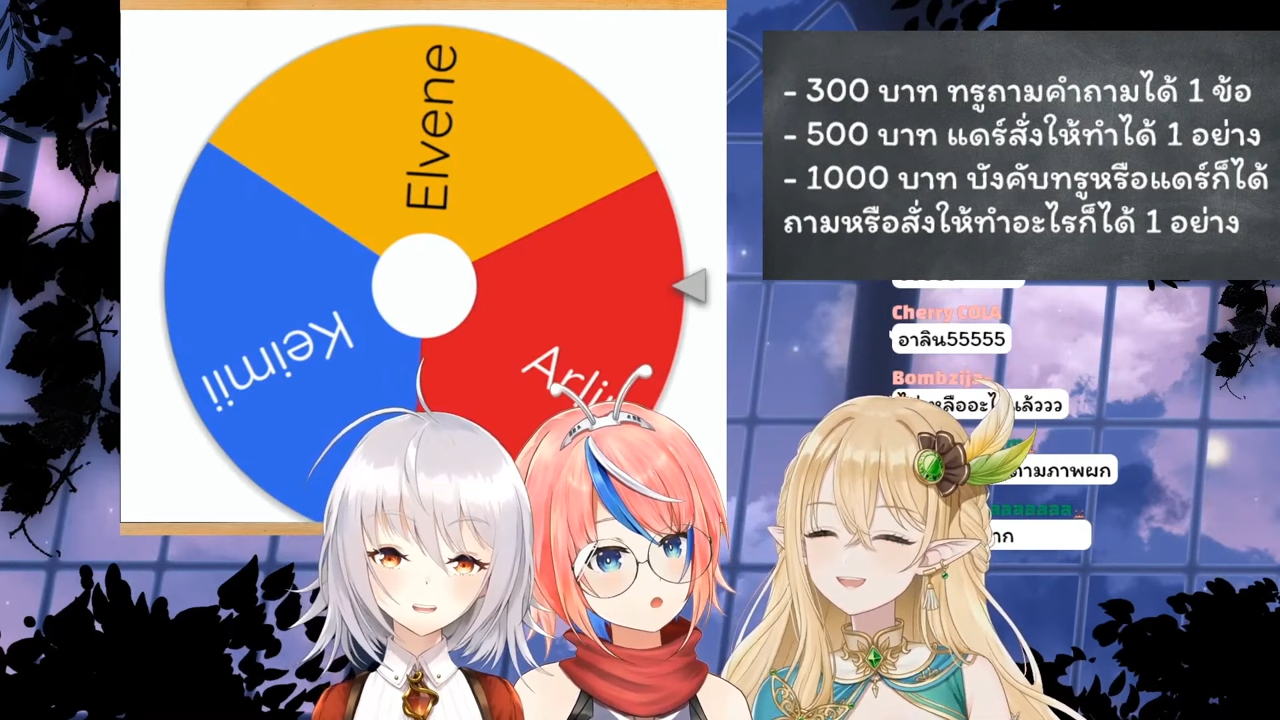 Elvene
Keimii
- 300 บาท ทรูถามคำถามได้ 1 ข้อ
- 500 บาท แดร์สั่งให้ทำได้ 1 อย่าง
- 1000 บาท บังคับทรูหรือแดร์ก็ได้
ถามหรือสั่งให้ทำอะไรก็ได้ 1 อย่าง
Cherry COLA
อาลิน55555